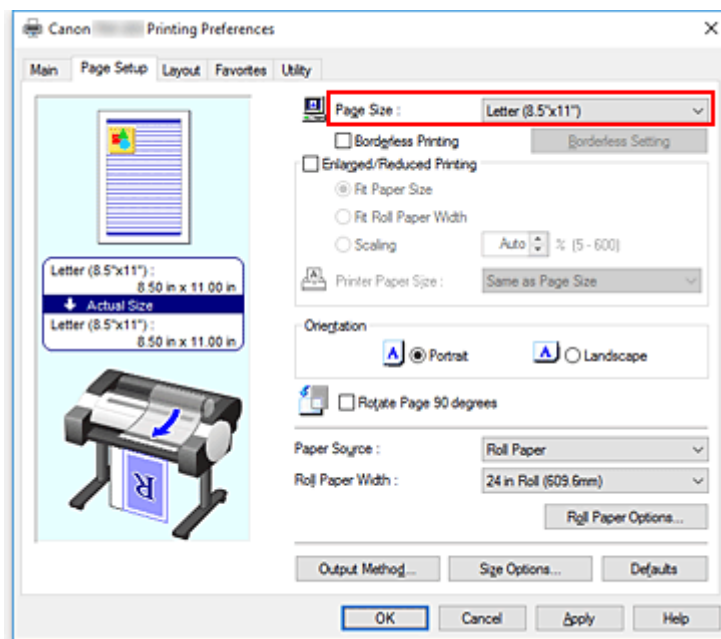 Canon Printing Preferences
Main Page Setup Layout Favorites Utility
Page Size : Letter (8.5"x11")
Borderless Printing Borderless Setting
Enlarged/Reduced Printing
Fit Paper Size
Fit Roll Paper Width
Scaling Auto % (5 - 600)
Printer Paper Size : Same as Page Size
Letter (8.5"x11") :
8.50 in x 11.00 in
Actual Size
Letter (8.5"x11") :
8.50 in x 11.00 in
Orientation
A Portrait A Landscape
Rotate Page 90 degrees
R
Paper Source : Roll Paper
Roll Paper Width : 24 in Roll (609.6mm)
Roll Paper Options...
Output Method... Size Options... Defaults
OK Cancel Apply Help